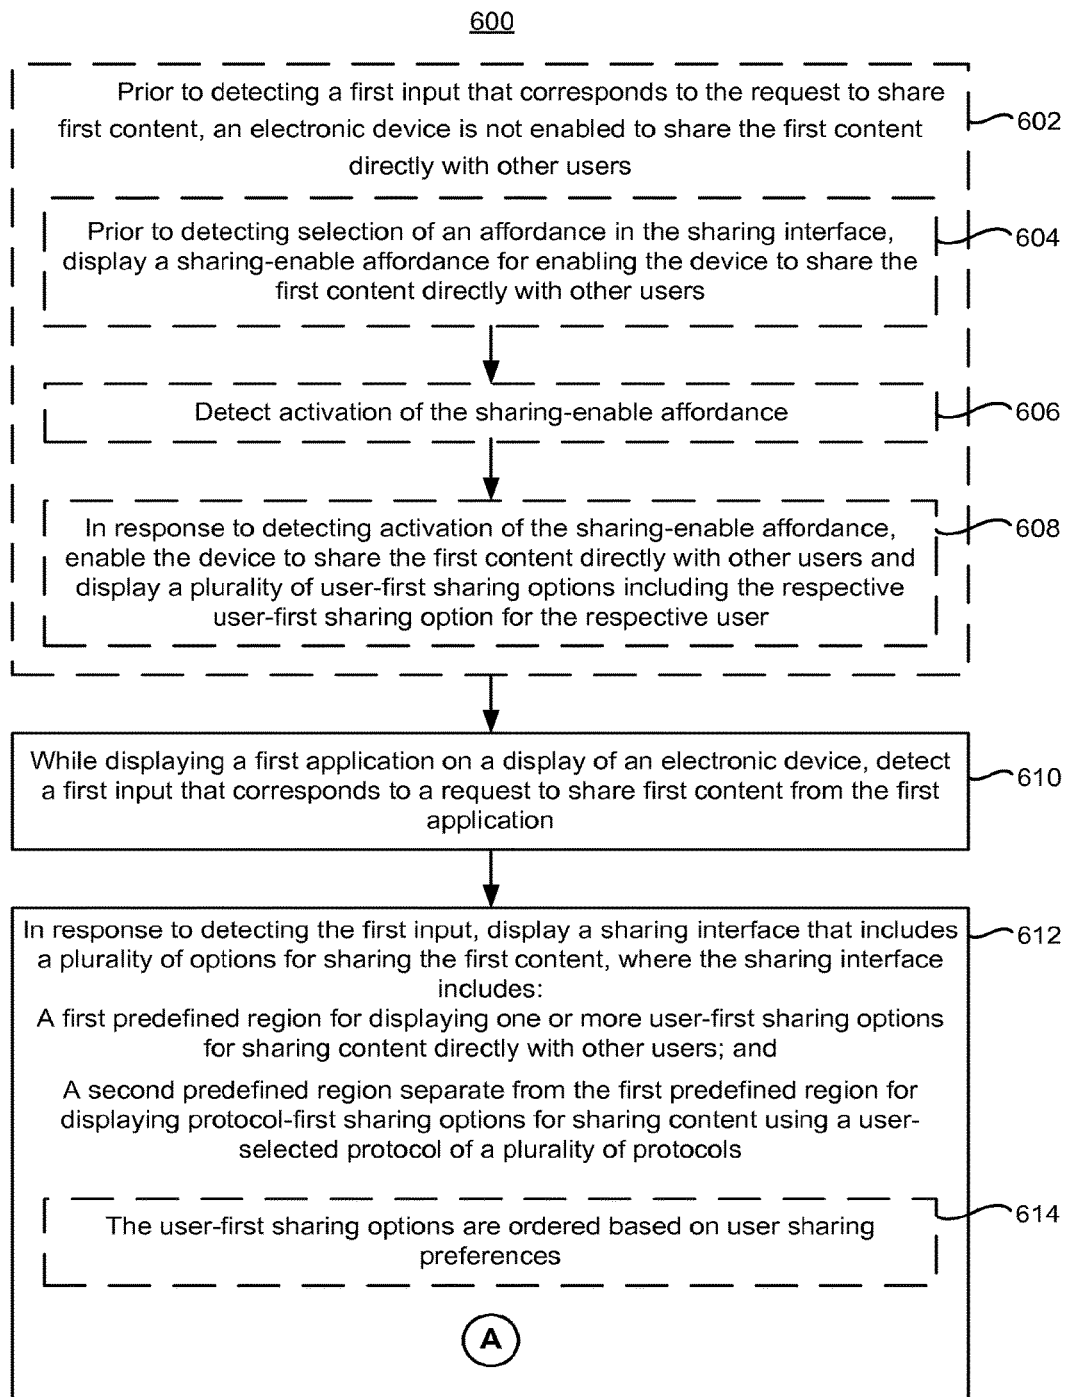 600
Prior to detecting a first input that corresponds to the request to share
first content, an electronic device is not enabled to share the first content
directly with other users
602
Prior to detecting selection of an affordance in the sharing interface,
display a sharing-enable affordance for enabling the device to share the
first content directly with other users
604
Detect activation of the sharing-enable affordance
606
In response to detecting activation of the sharing-enable affordance,
enable the device to share the first content directly with other users and
display a plurality of user-first sharing options including the respective
user-first sharing option for the respective user
608
While displaying a first application on a display of an electronic device, detect
a first input that corresponds to a request to share first content from the first
application
610
In response to detecting the first input, display a sharing interface that includes
a plurality of options for sharing the first content, where the sharing interface
includes:
A first predefined region for displaying one or more user-first sharing options
for sharing content directly with other users; and
A second predefined region separate from the first predefined region for
displaying protocol-first sharing options for sharing content using a user-
selected protocol of a plurality of protocols
612
The user-first sharing options are ordered based on user sharing
preferences
614
A